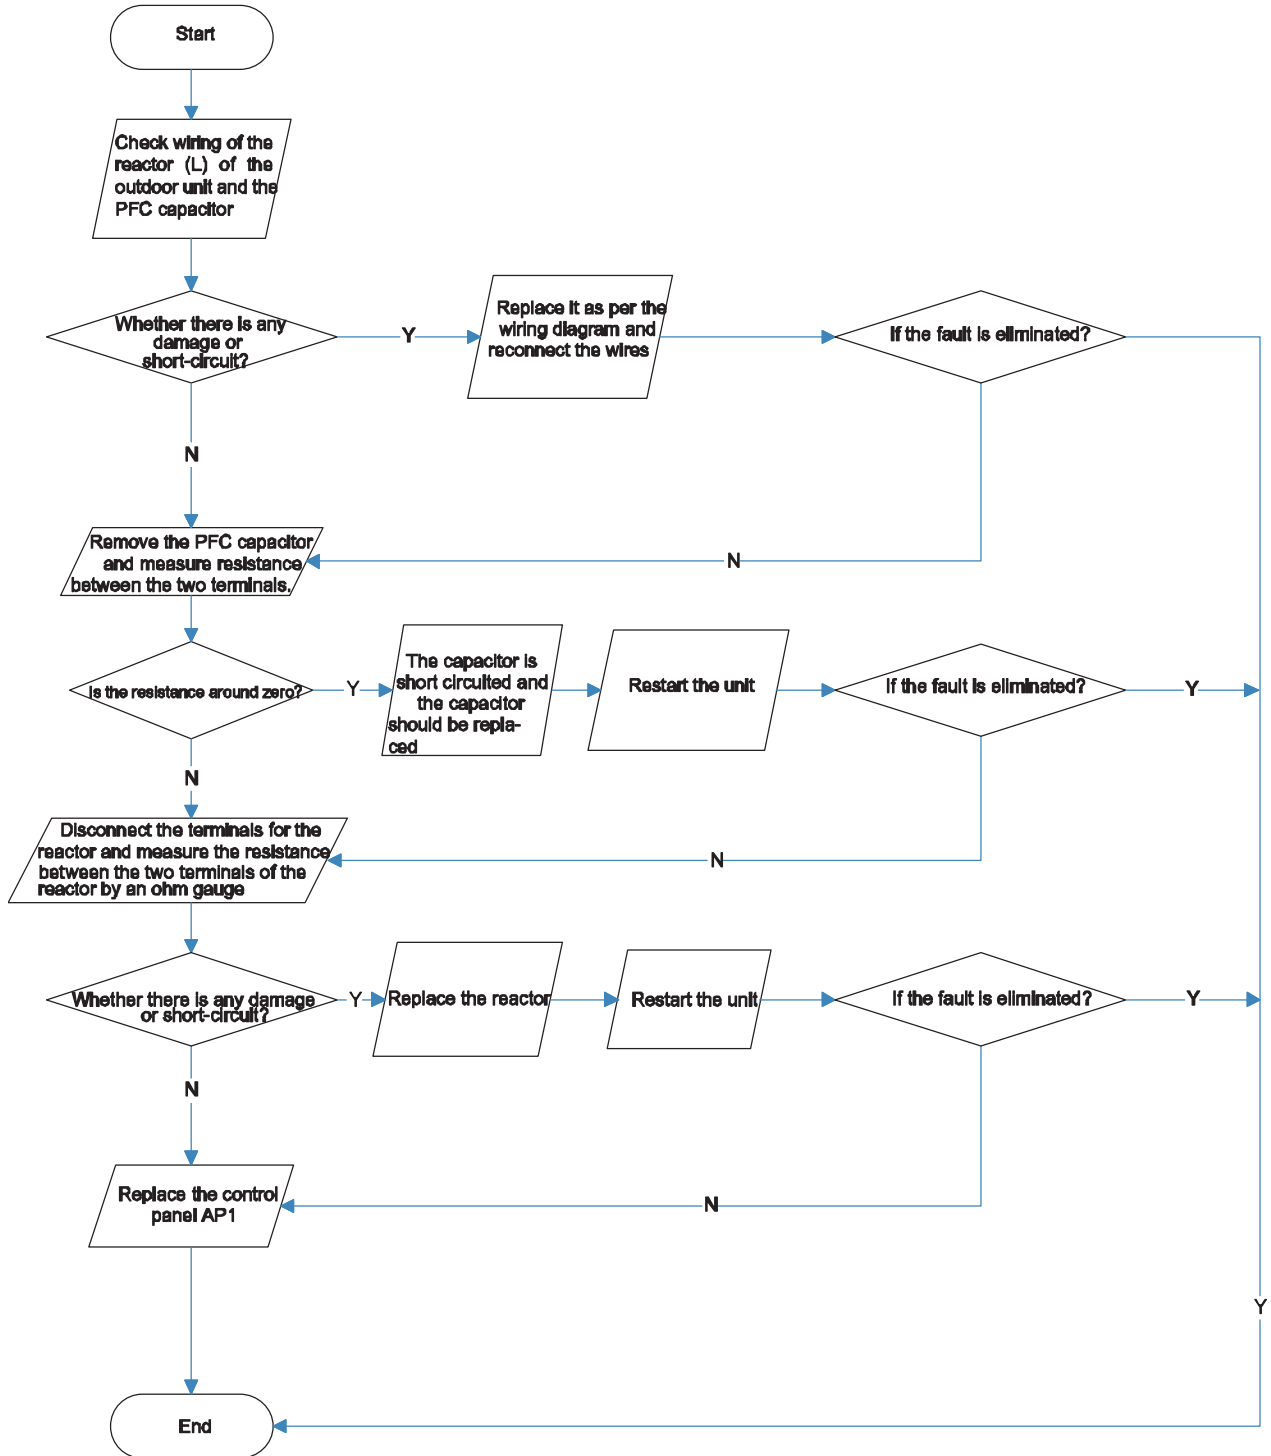 Start
Check wiring of the
reactor (L) of the
outdoor unit and the
PFC capacitor
Whether there is any
damage or
short-circuit?
Y
Replace it as per the
wiring diagram and
reconnect the wires
If the fault is eliminated?
N
Remove the PFC capacitor
and measure resistance
between the two terminals.
N
Is the resistance around zero?
Y
The capacitor is
short circuited and
the capacitor
should be repla-
ced
Restart the unit
If the fault is eliminated?
Y
N
Disconnect the terminals for the
reactor and measure the resistance
between the two terminals of the
reactor by an ohm gauge
N
Whether there is any damage
or short-circuit?
Y
Replace the reactor
Restart the unit
If the fault is eliminated?
Y
N
Replace the control
panel AP1
N
Y
End